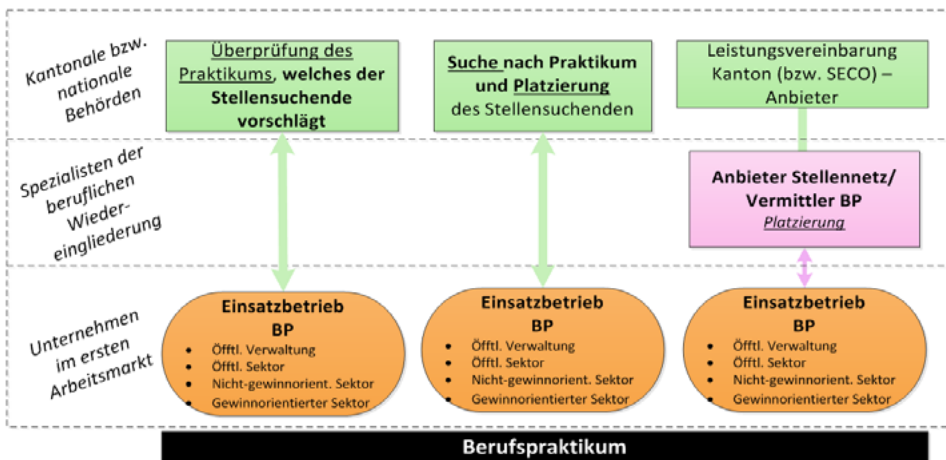 Kantonale bzw.
nationale
Behörden
Überprüfung des
Praktikums, welches der
Stellensuchende
vorschlägt
Suche nach Praktikum
und Platzierung
des Stellensuchenden
Leistungsvereinbarung
Kanton (bzw. SECO) –
Anbieter
Spezialisten der
beruflichen
Wieder-
eingliederung
Anbieter Stellennetz/
Vermittler BP
Platzierung
Unternehmen
im ersten
Arbeitsmarkt
Einsatzbetrieb
BP
• Öfftl. Verwaltung
• Öfftl. Sektor
• Nicht-gewinnorient. Sektor
• Gewinnorientierter Sektor
Einsatzbetrieb
BP
• Öfftl. Verwaltung
• Öfftl. Sektor
• Nicht-gewinnorient. Sektor
• Gewinnorientierter Sektor
Einsatzbetrieb
BP
• Öfftl. Verwaltung
• Öfftl. Sektor
• Nicht-gewinnorient. Sektor
• Gewinnorientierter Sektor
Berufspraktikum